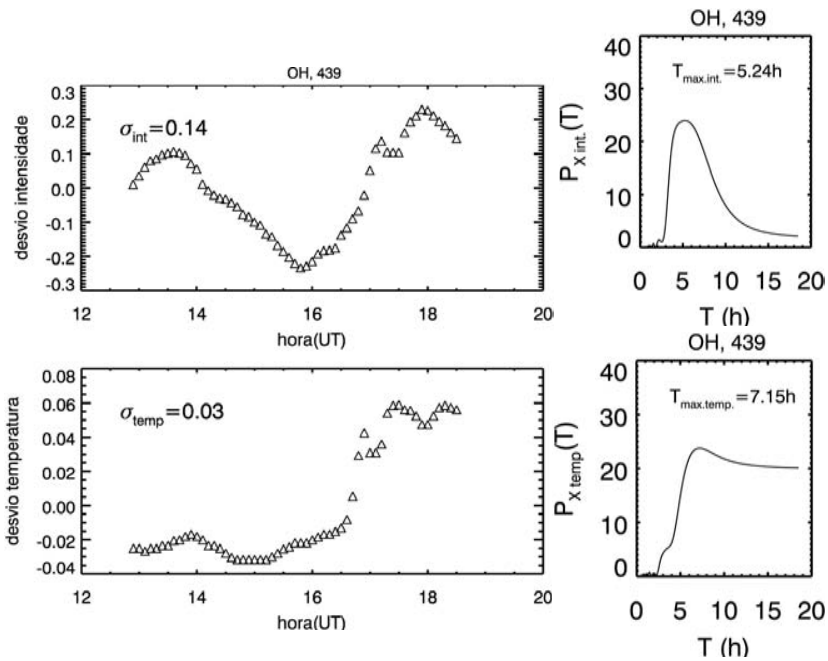 OH, 439
desvio intensidade
0.3
0.2
0.1
0.0
-0.1
-0.2
-0.3
σint=0.14
12 14 16 18 20
hora(UT)
OH, 439
P X int.(T)
40
30
20
10
0
Tmax.int.=5.24h
0 5 10 15 20
T (h)
desvio temperatura
0.08
0.06
0.04
0.02
0.00
-0.02
-0.04
σtemp=0.03
12 14 16 18 20
hora(UT)
OH, 439
P X temp(T)
40
30
20
10
0
Tmax.temp.=7.15h
0 5 10 15 20
T (h)